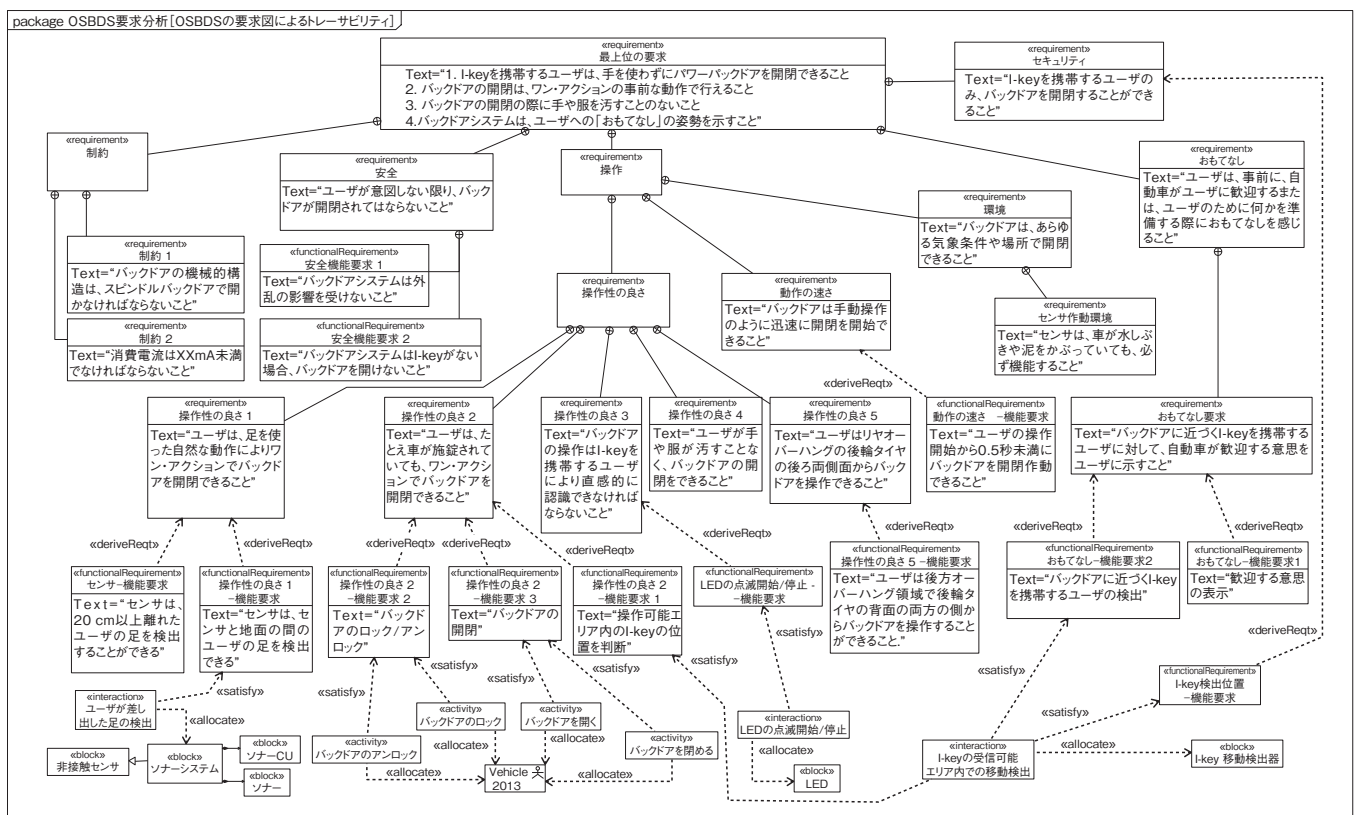 package OSBDS要求分析[OSBDSの要求図によるトレーサビリティ]
«requirement»
最上位の要求
Text=“1. I-keyを携帯するユーザは、手を使わずにパワーバックドアを開閉できること
2. バックドアの開閉は、ワン・アクションの事前な動作で行えること
3. バックドアの開閉の際に手や服を汚すことのないこと
4.バックドアシステムは、ユーザへの「おもてなし」の姿勢を示すこと”
«requirement»
セキュリティ
Text=“I-keyを携帯するユーザの
み、バックドアを開閉することがで
きること”
«requirement»
制約
«requirement»
安全
Text=“ユーザが意図しない限り、バック
ドアが開閉されてはならないこと”
«requirement»
操作
«requirement»
おもてなし
Text=“ユーザは、事前に、自
動車がユーザに歓迎するまた
は、ユーザのために何かを準
備する際におもてなしを感じ
ること”
«requirement»
環境
Text=“バックドアは、あらゆ
る気象条件や場所で開閉
できること”
«requirement»
制約 1
Text=“バックドアの機械的構
造は、スピンドルバックドアで開
かなければならないこと”
«functionalRequirement»
安全機能要求 1
Text=“バックドアシステムは外
乱の影響を受けないこと”
«requirement»
操作性の良さ
«requirement»
動作の速さ
Text=“バックドアは手動操作
のように迅速に開閉を開始で
きること”
«requirement»
センサ作動環境
Text=“センサは、車が水しぶ
きや泥をかぶっていても、必
ず機能すること”
«requirement»
制約 2
Text=“消費電流はXXmA未満
でなければならないこと”
«functionalRequirement»
安全機能要求 2
Text=“バックドアシステムはI-keyがない
場合、バックドアを開けないこと”
«deriveReqt»
«requirement»
操作性の良さ 1
Text=“ユーザは、足を使
った自然な動作によりワ
ン・アクションでバックド
アを開閉できること”
«requirement»
操作性の良さ 2
Text=“ユーザは、た
とえ車が施錠されて
いても、ワン・アクシ
ョンでバックドアを
開閉できること”
«requirement»
操作性の良さ 3
Text=“バックドア
の操作はI-keyを
携帯するユーザ
により直感的に
認識できなければ
ならないこと”
«requirement»
操作性の良さ 4
Text=“ユーザが手
や服が汚すことな
く、バックドアの開
閉をできること”
«requirement»
操作性の良さ 5
Text=“ユーザはリヤオー
バーハングの後輪タイヤ
の後ろ両側面からバック
ドアを操作できること”
«functionalRequirement»
動作の速さ -機能要求
Text=“ユーザの操作
開始から0.5秒未満に
バックドアを開閉作動
できること”
«requirement»
おもてなし要求
Text=“バックドアに近づくI-keyを携帯する
ユーザに対して、自動車が歓迎する意思を
ユーザに示すこと”
«deriveReqt»
«deriveReqt»
«deriveReqt»
«deriveReqt»
«deriveReqt»
«deriveReqt»
«deriveReqt»
«deriveReqt»
«functionalRequirement»
センサ-機能要求
Text=“センサは、
20 cm以上離れた
ユーザの足を検出
することができる”
«functionalRequirement»
操作性の良さ 1
-機能要求
Text=“センサは、セ
ンサと地面の間の
ユーザの足を検出
できる”
«functionalRequirement»
操作性の良さ 2
-機能要求 2
Text=“バックド
アのロック/アン
ロック”
«functionalRequirement»
操作性の良さ 2
-機能要求 3
Text=“バックドアの
開閉”
«functionalRequirement»
操作性の良さ 2
-機能要求 1
Text=“操作可能エ
リア内のI-keyの位
置を判断”
«functionalRequirement»
LEDの点滅開始/停止 -
-機能要求
«functionalRequirement»
操作性の良さ 5 -機能要求
Text=“ユーザは後方オー
バーハング領域で後輪タ
イヤの背面の両方の側か
らバックドアを操作すること
ができること.”
«functionalRequirement»
おもてなし-機能要求2
Text=“バックドアに近づくI-key
を携帯するユーザの検出”
«functionalRequirement»
おもてなし-機能要求1
Text=“歓迎する意思
の表示”
«deriveReqt»
«satisfy»
«satisfy»
«satisfy»
«satisfy»
«satisfy»
«satisfy»
«functionalRequirement»
I-key検出位置
-機能要求
«interaction»
ユーザが差し
出した足の検出
«allocate»
«activity»
バックドアのロック
«activity»
バックドアを開く
«interaction»
LEDの点滅開始/停止
«satisfy»
«block»
非接触センサ
«block»
ソナーシステム
«block»
ソナーCU
«block»
ソナー
«activity»
バックドアのアンロック
«allocate»
«allocate»
«activity»
バックドアを閉める
«allocate»
«allocate»
Vehicle
2013
«allocate»
«block»
LED
«interaction»
I-keyの受信可能
エリア内での移動検出
«allocate»
«block»
I-key 移動検出器